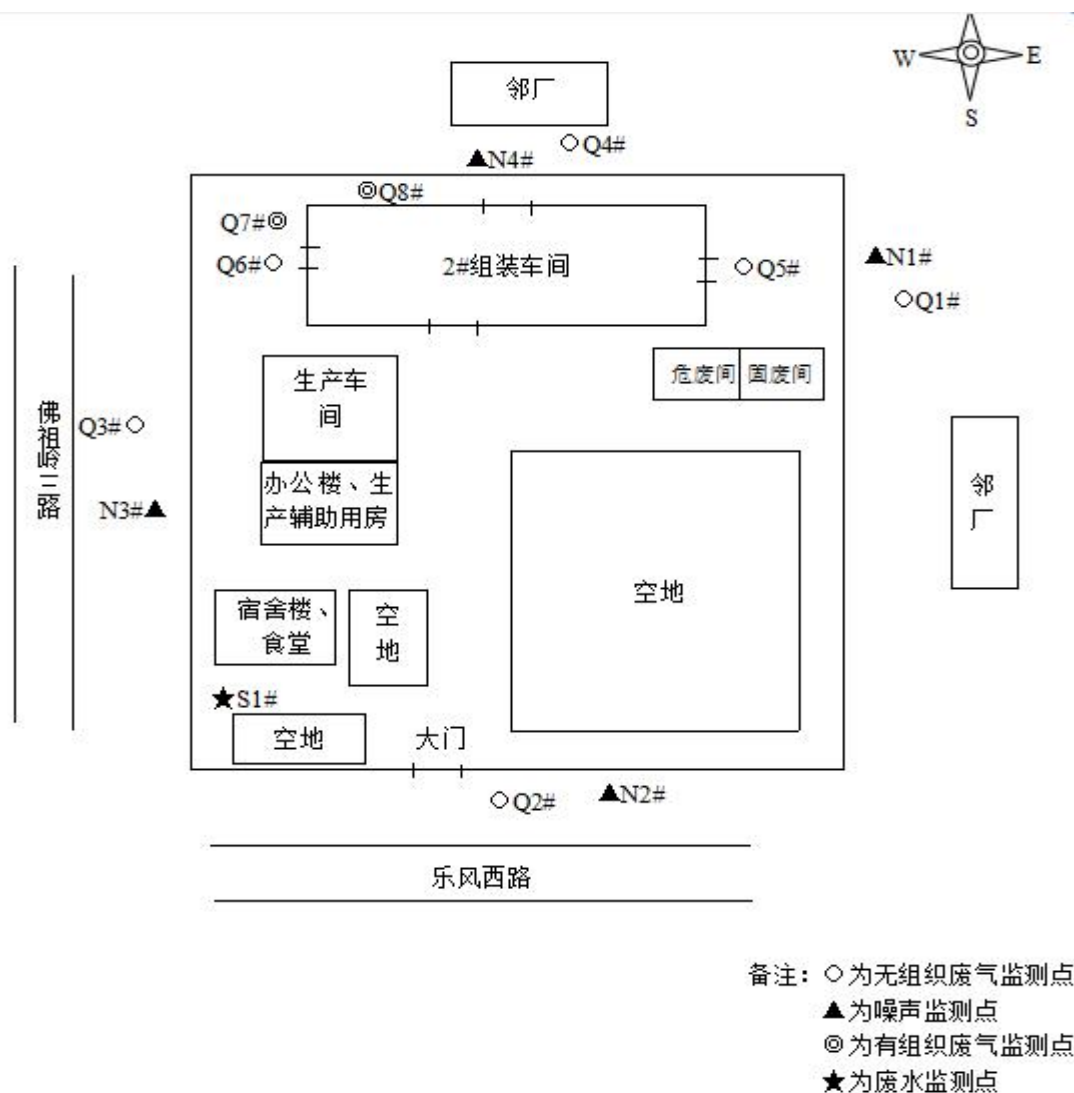 邻厂
W
E
S
Q4#
N4#
Q8#
Q7#
Q6#
2#组装车间
Q5#
N1#
Q1#
生产车
间
危废间
固废间
佛祖岭三路
Q3#
N3#
办公楼、生
产辅助用房
邻厂
空地
宿舍楼、
食堂
空
地
S1#
空地
大门
Q2#
N2#
乐风西路
备注：○为无组织废气监测点
▲为噪声监测点
◎为有组织废气监测点
★为废水监测点